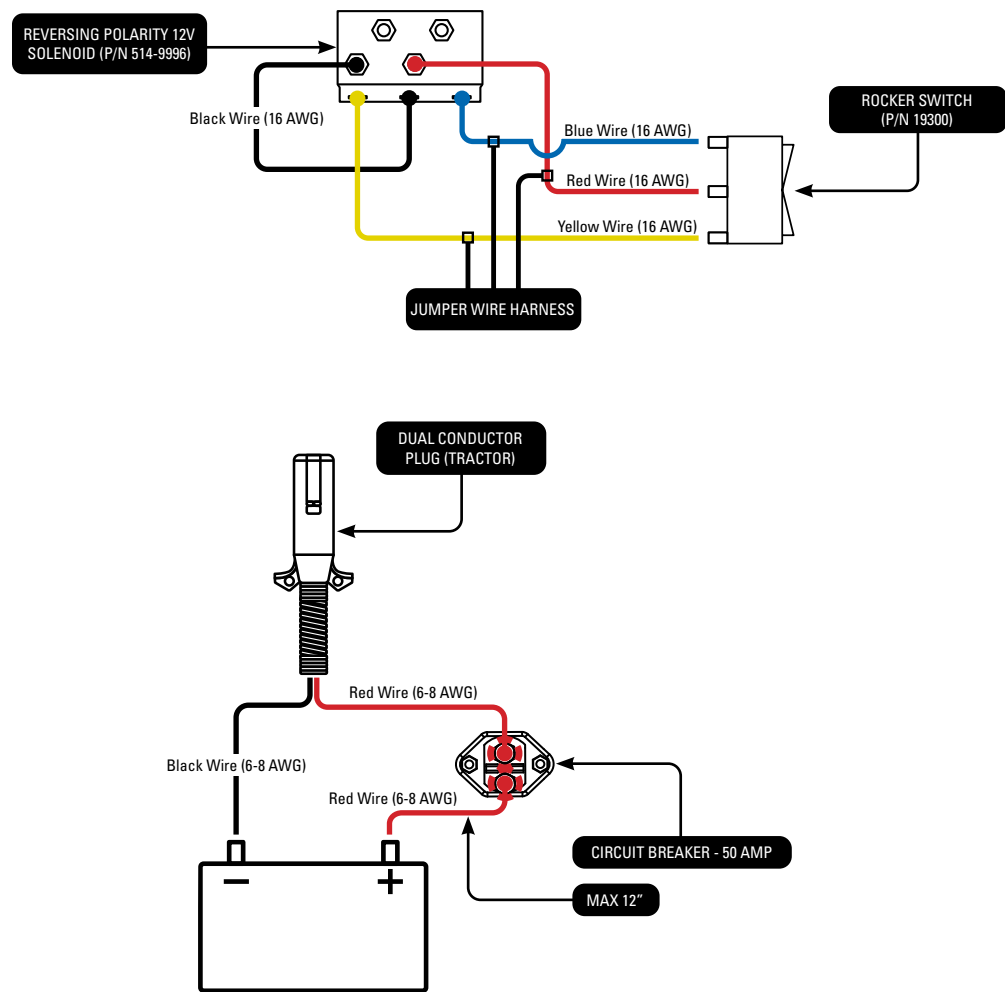 REVERSING POLARITY 12V
SOLENOID (P/N 514-9996)
Black Wire (16 AWG)
ROCKER SWITCH
(P/N 19300)
Blue Wire (16 AWG)
Red Wire (16 AWG)
Yellow Wire (16 AWG)
JUMPER WIRE HARNESS
DUAL CONDUCTOR
PLUG (TRACTOR)
Red Wire (6-8 AWG)
Black Wire (6-8 AWG)
Red Wire (6-8 AWG)
CIRCUIT BREAKER - 50 AMP
MAX 12”
− +